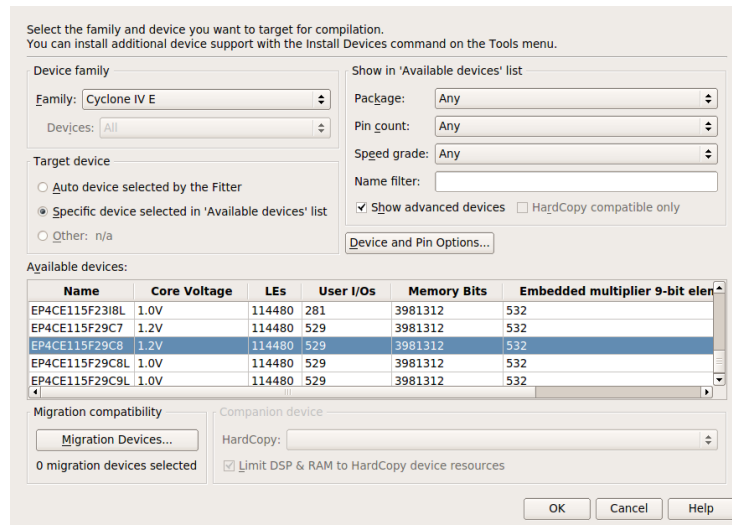 Select the family and device you want to target for compilation.
You can install additional device support with the Install Devices command on the Tools menu.
Device family
Family: Cyclone IV E
Devices: All
Target device
Auto device selected by the Fitter
Specific device selected in 'Available devices' list
Other: n/a
Show in 'Available devices' list
Package: Any
Pin count: Any
Speed grade: Any
Name filter:
Show advanced devices HardCopy compatible only
Device and Pin Options...
Available devices:
Name Core Voltage LEs User I/Os Memory Bits Embedded multiplier 9-bit elem
EP4CE115F23I8L 1.0V 114480 281 3981312 532
EP4CE115F29C7 1.2V 114480 529 3981312 532
EP4CE115F29C8 1.2V 114480 529 3981312 532
EP4CE115F29C8L 1.0V 114480 529 3981312 532
EP4CE115F29C9L 1.0V 114480 529 3981312 532
Migration compatibility
Migration Devices...
0 migration devices selected
Companion device
HardCopy:
Limit DSP & RAM to HardCopy device resources
OK Cancel Help